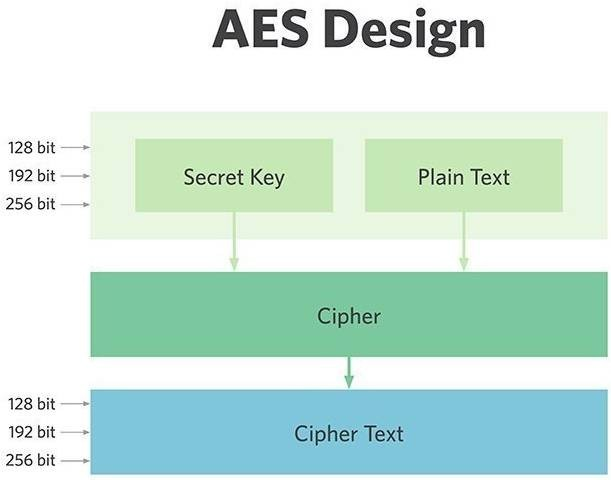 AES Design
128 bit
192 bit
256 bit
Secret Key
Plain Text
Cipher
128 bit
192 bit
256 bit
Cipher Text